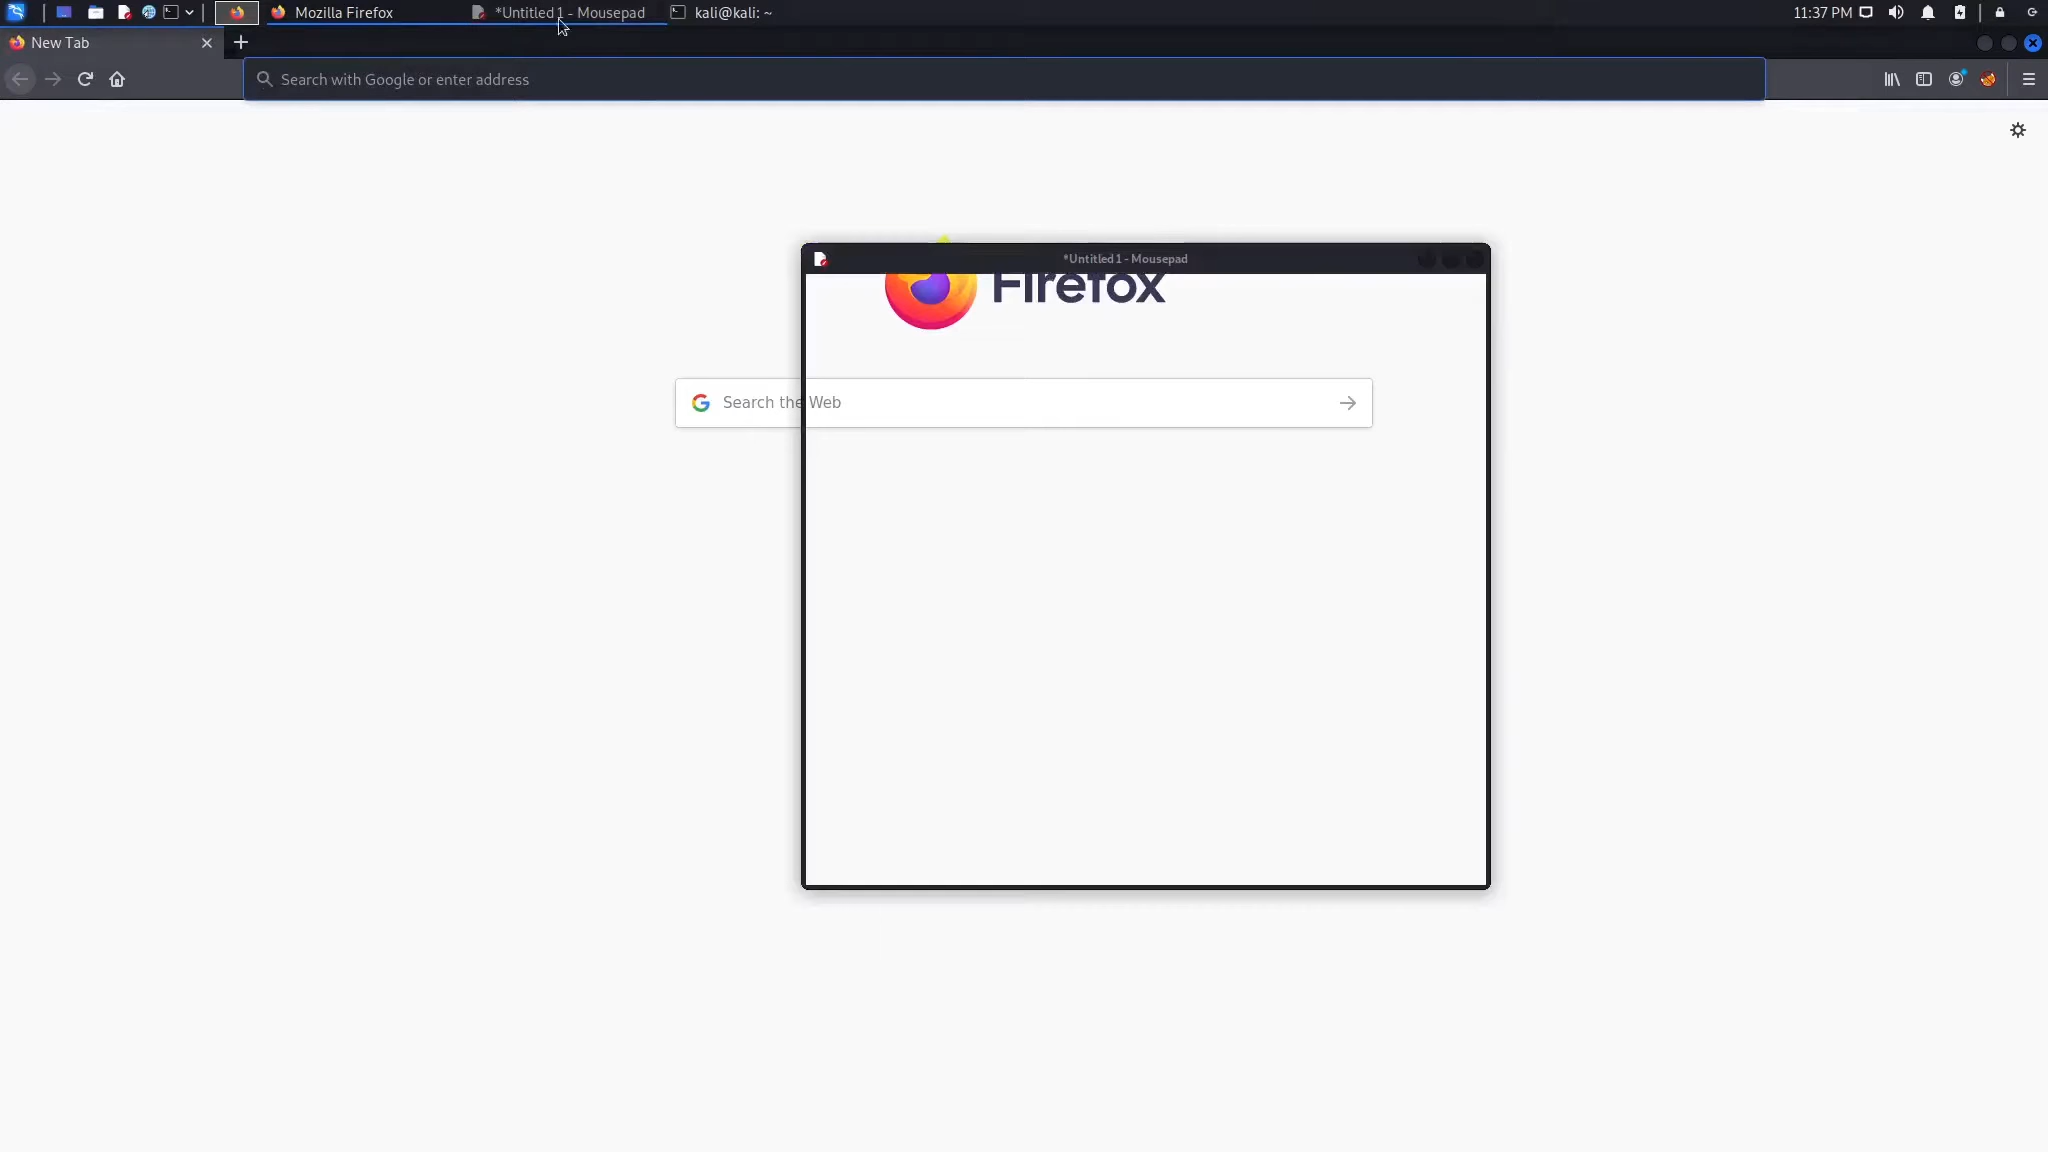 Mozilla Firefox
*Untitled 1 - Mousepad
kali@kali: ~
11:37 PM
New Tab
Search with Google or enter address
*Untitled 1 - Mousepad
Firefox
Search the Web